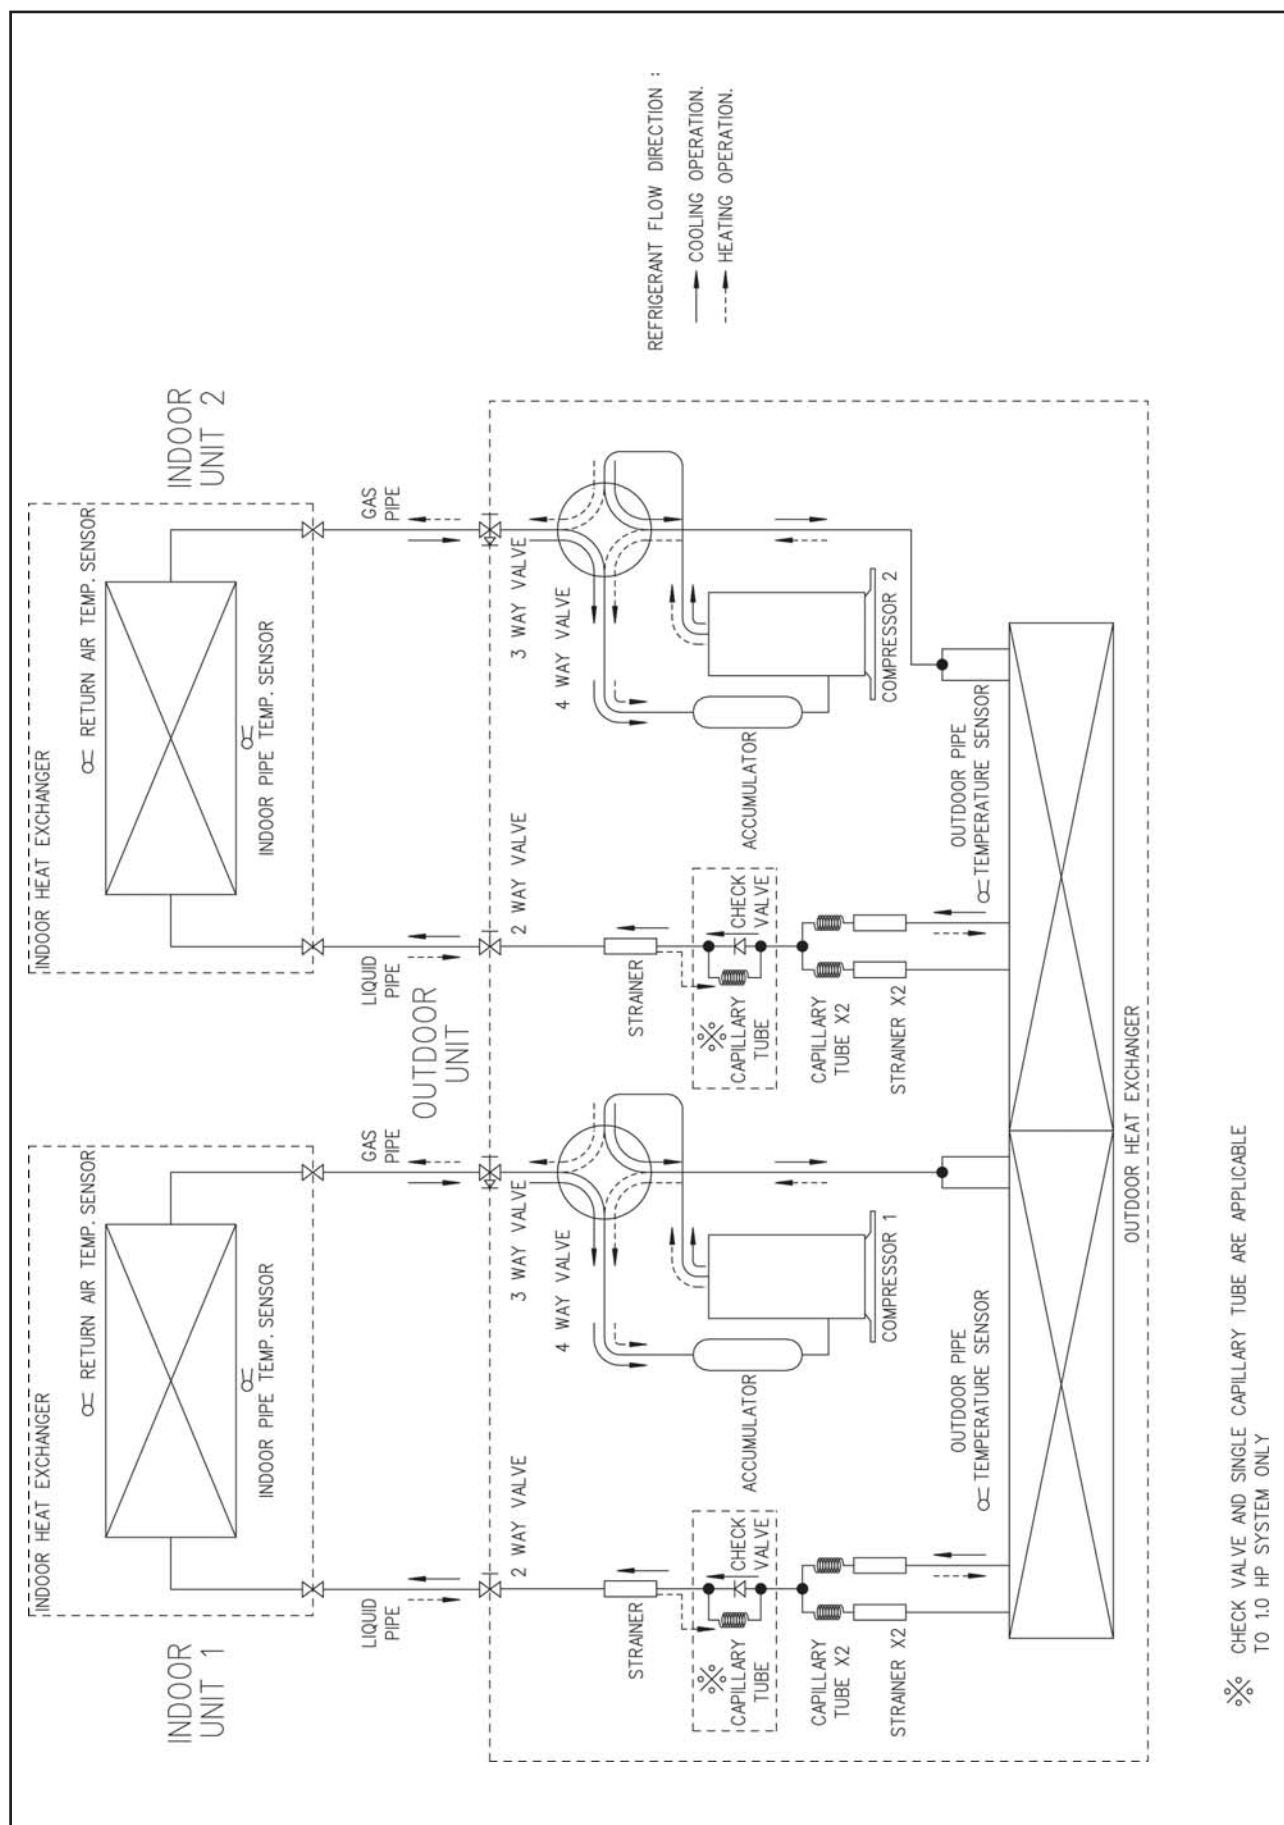 INDOOR
UNIT 1
INDOOR HEAT EXCHANGER
RETURN AIR TEMP. SENSOR
INDOOR PIPE TEMP. SENSOR
INDOOR
UNIT 2
INDOOR HEAT EXCHANGER
RETURN AIR TEMP. SENSOR
INDOOR PIPE TEMP. SENSOR
LIQUID
PIPE
GAS
PIPE
LIQUID
PIPE
GAS
PIPE
OUTDOOR
UNIT
2 WAY VALVE
3 WAY VALVE
4 WAY VALVE
2 WAY VALVE
3 WAY VALVE
4 WAY VALVE
STRAINER
※
CAPILLARY
TUBE
CHECK
VALVE
CAPILLARY
TUBE X2
STRAINER X2
ACCUMULATOR
COMPRESSOR 1
OUTDOOR PIPE
TEMPERATURE SENSOR
STRAINER
※
CAPILLARY
TUBE
CHECK
VALVE
CAPILLARY
TUBE X2
STRAINER X2
ACCUMULATOR
COMPRESSOR 2
OUTDOOR PIPE
TEMPERATURE SENSOR
OUTDOOR HEAT EXCHANGER
REFRIGERANT FLOW DIRECTION :
COOLING OPERATION.
HEATING OPERATION.
※ CHECK VALVE AND SINGLE CAPILLARY TUBE ARE APPLICABLE
TO 1.0 HP SYSTEM ONLY